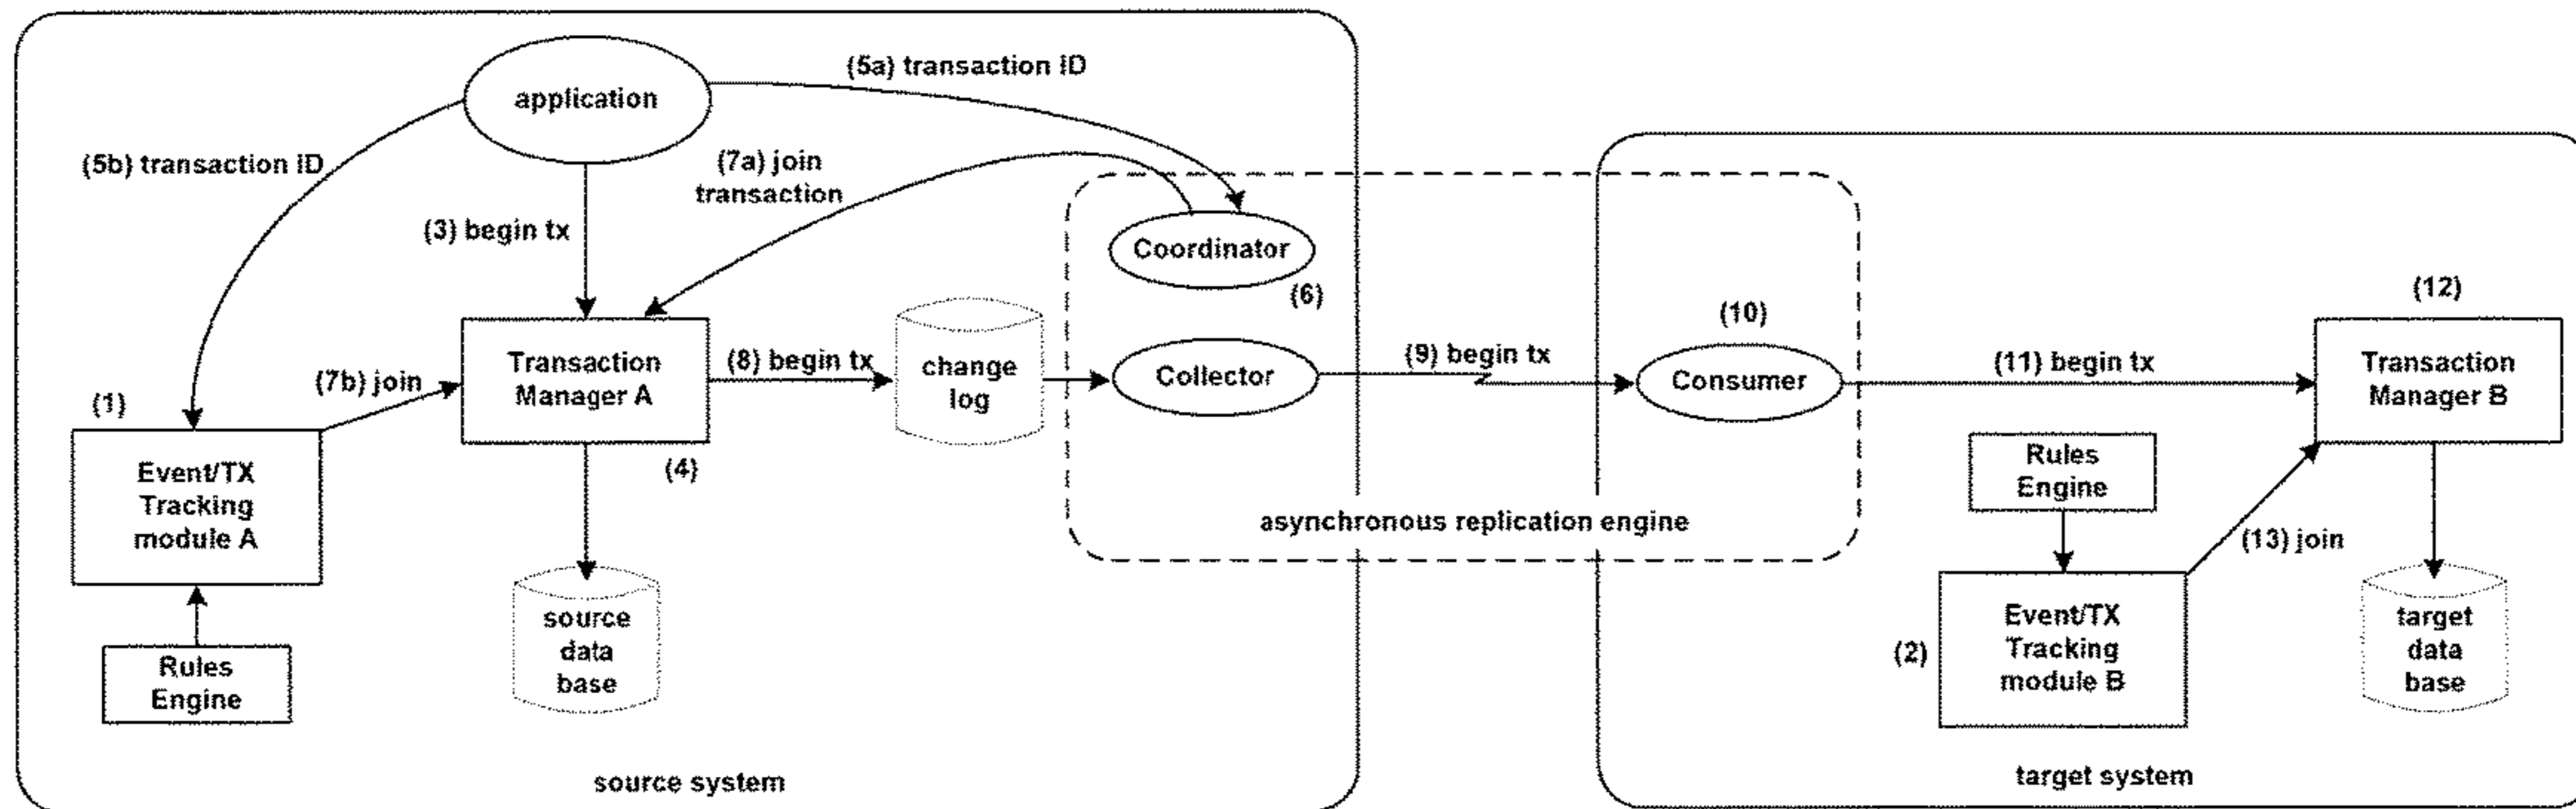 (5a) transaction ID
application
(5b) transaction ID
(7a) join
transaction
(3) begin tx
Coordinator
(6)
(12)
(10)
(9) begin tx
(8) begin tx
(11) begin tx
Transaction
Manager A
change
log
Collector
Consumer
Transaction
Manager B
(7b) join
(1)
(4)
Rules
Engine
Event/TX
Tracking
module A
asynchronous replication engine
(13) join
source
data
base
Event/TX
Tracking
module B
(2)
target
data
base
Rules
Engine
source system
target system